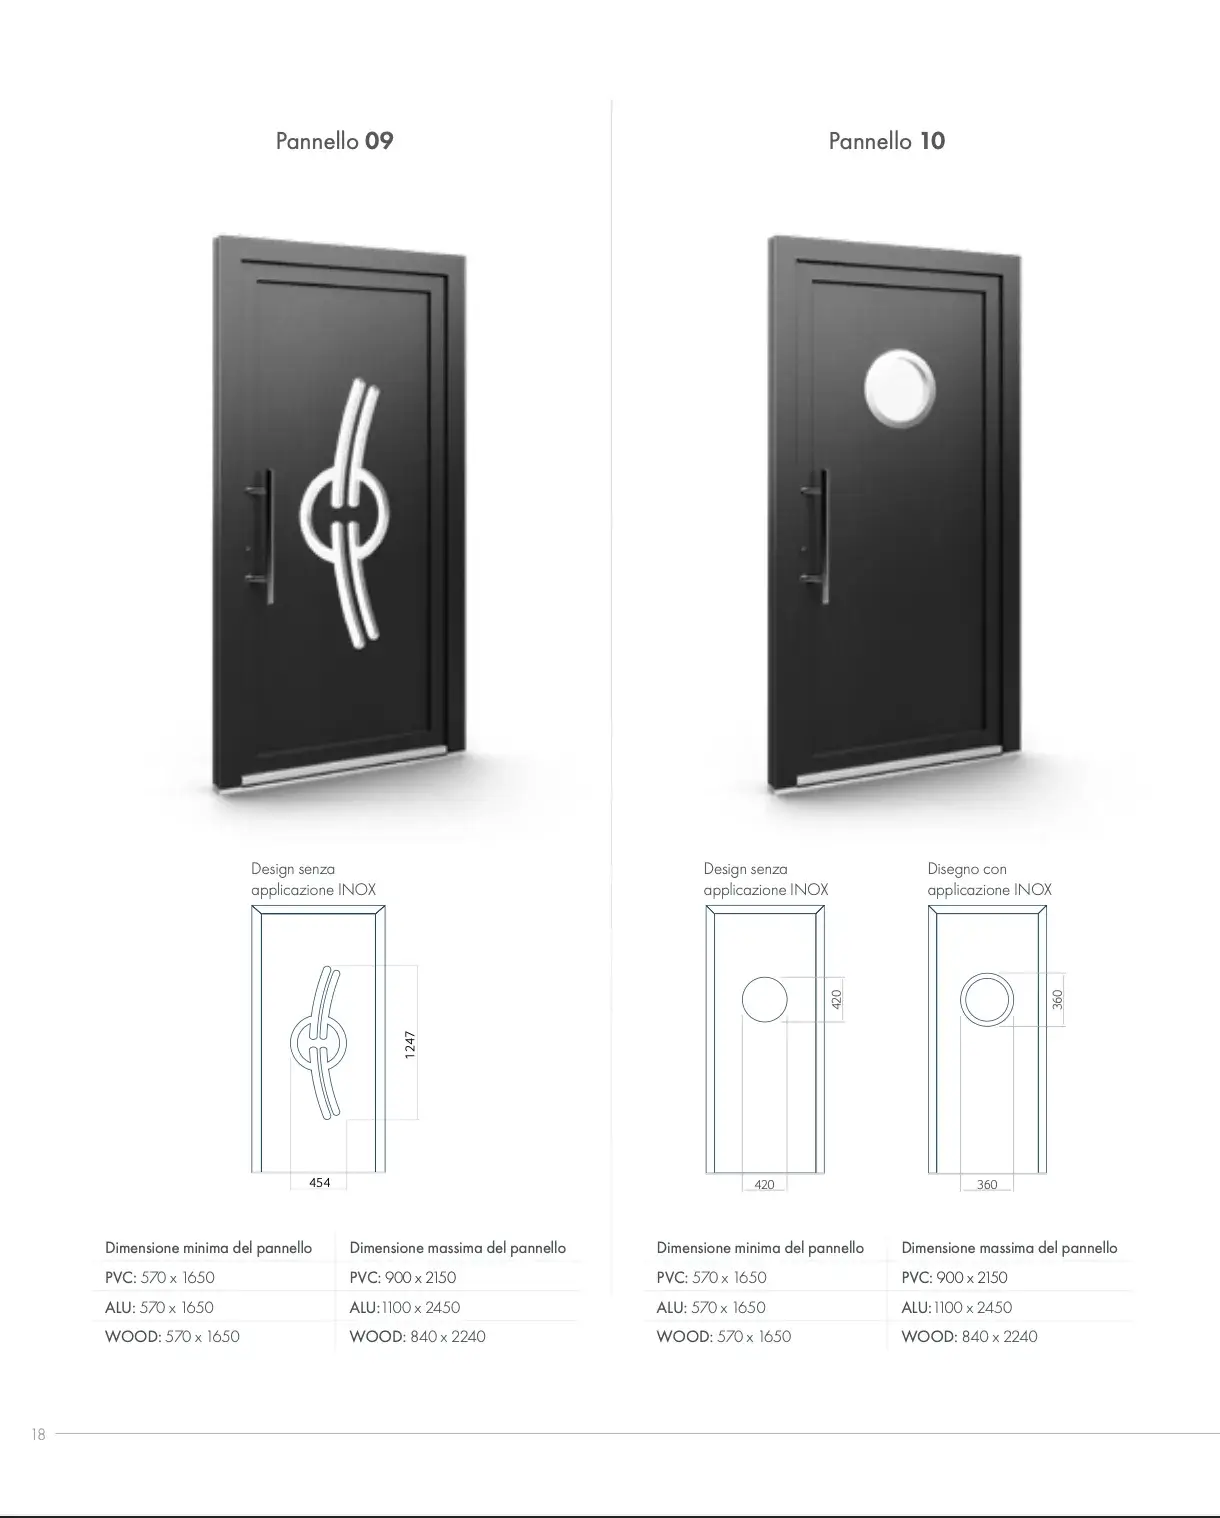 Pannello 09
Design senza
applicazione INOX
1247
454
Dimensione minima del pannello
PVC: 570 x 1650
ALU: 570 x 1650
WOOD: 570 x 1650
Dimensione massima del pannello
PVC: 900 x 2150
ALU:1100 x 2450
WOOD: 840 x 2240
Pannello 10
Design senza
applicazione INOX
420
420
Disegno con
applicazione INOX
360
360
Dimensione minima del pannello
PVC: 570 x 1650
ALU: 570 x 1650
WOOD: 570 x 1650
Dimensione massima del pannello
PVC: 900 x 2150
ALU:1100 x 2450
WOOD: 840 x 2240
18